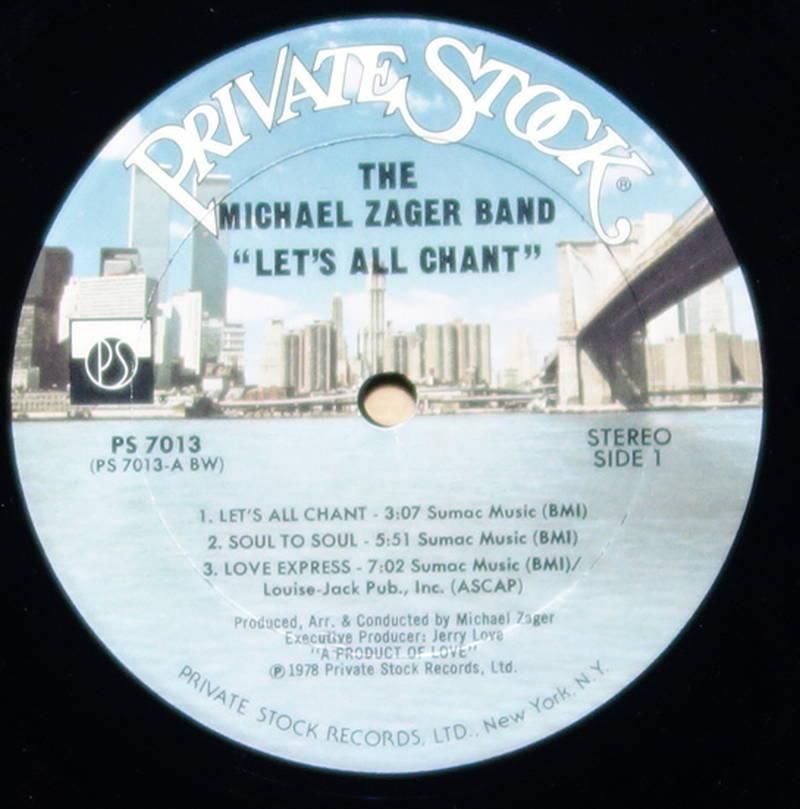 PRIVATE STOCK®
THE
MICHAEL ZAGER BAND
“LET'S ALL CHANT”
PS
PS 7013
(PS 7013-A BW)
STEREO
SIDE 1
1. LET'S ALL CHANT - 3:07 Sumac Music (BMI)
2. SOUL TO SOUL - 5:51 Sumac Music (BMI)
3. LOVE EXPRESS - 7:02 Sumac Music (BMI)/
Louise-Jack Pub., Inc. (ASCAP)
Produced, Arr. & Conducted by Michael Zager
Executive Producer: Jerry Love
“A PRODUCT OF LOVE”
℗1978 Private Stock Records, Ltd.
PRIVATE STOCK RECORDS, LTD., New York, N.Y.